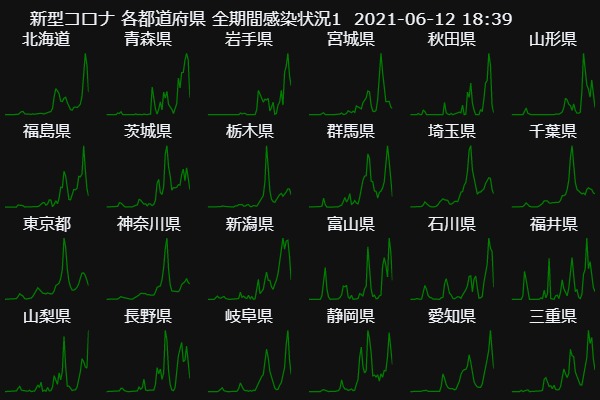 新型コロナ 各都道府県 全期間感染状況1 2021-06-12 18:39
北海道 青森県 岩手県 宮城県 秋田県 山形県
福島県 茨城県 栃木県 群馬県 埼玉県 千葉県
東京都 神奈川県 新潟県 富山県 石川県 福井県
山梨県 長野県 岐阜県 静岡県 愛知県 三重県